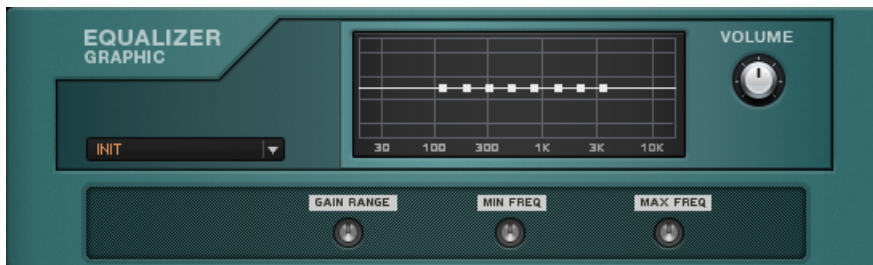 EQUALIZER
GRAPHIC
VOLUME
INIT
30 100 300 1K 3K 10K
GAIN RANGE MIN FREQ MAX FREQ